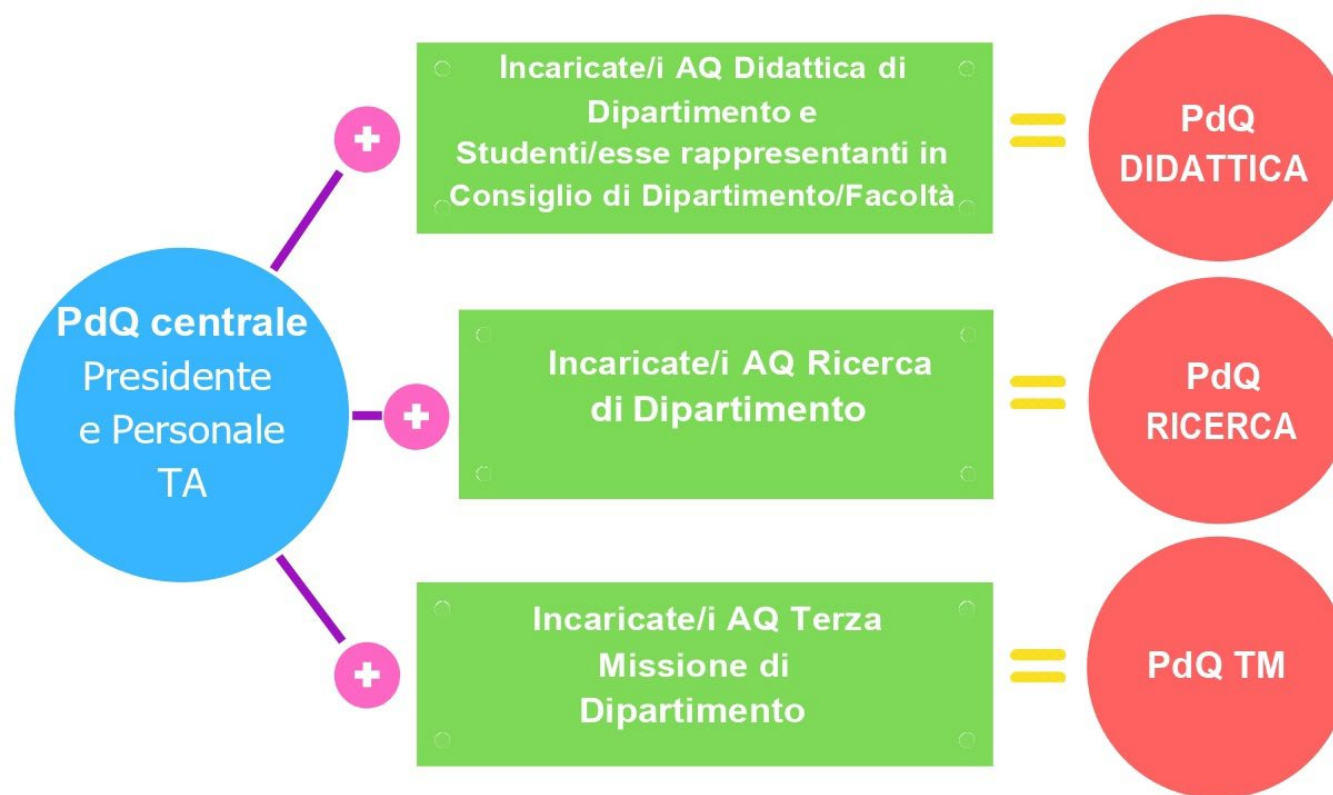 Incaricate/i AQ Didattica di
Dipartimento e
Studenti/esse rappresentanti in
Consiglio di Dipartimento/Facoltà
PdQ
DIDATTICA
PdQ centrale
Presidente
e Personale
TA
Incaricate/i AQ Ricerca
di Dipartimento
PdQ
RICERCA
Incaricate/i AQ Terza
Missione di
Dipartimento
PdQ TM